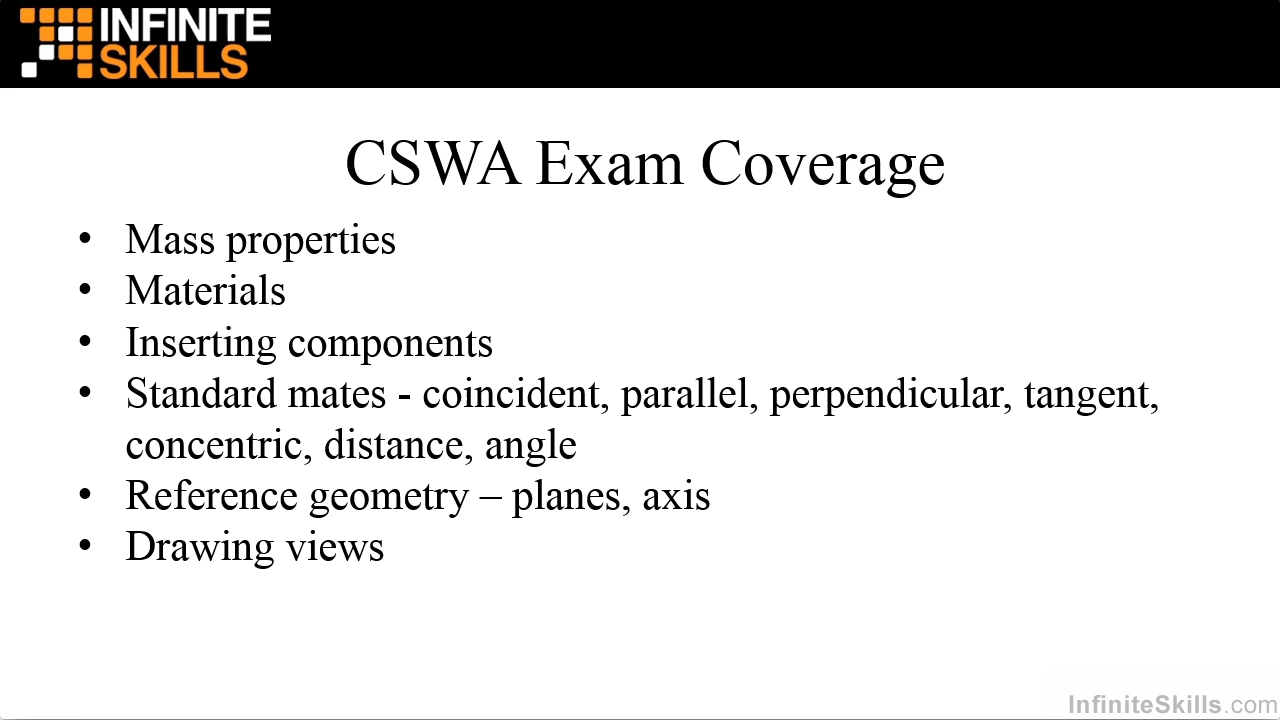 INFINITE
SKILLS
CSWA Exam Coverage
• Mass properties
• Materials
• Inserting components
• Standard mates - coincident, parallel, perpendicular, tangent,
concentric, distance, angle
• Reference geometry – planes, axis
• Drawing views
InfiniteSkills.com